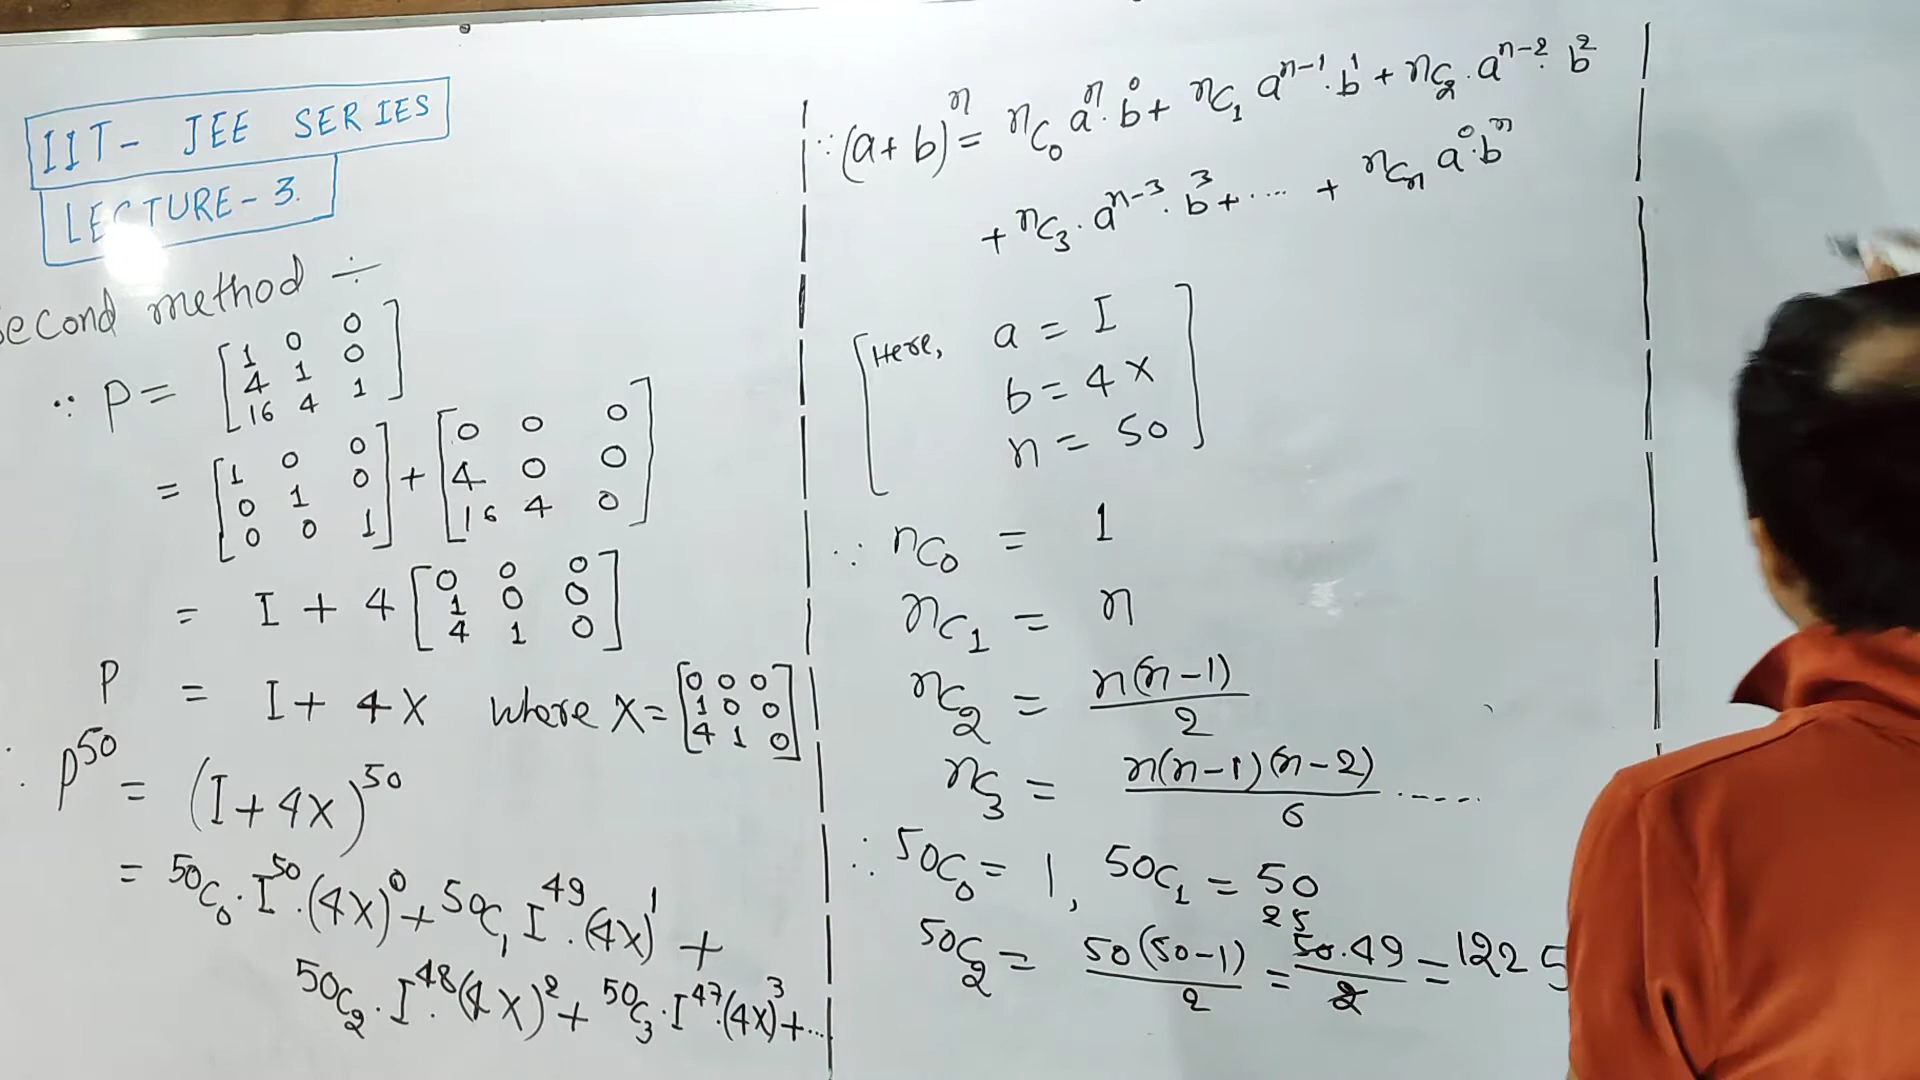 IIT- JEE SERIES
LECTURE-3.
Second method ÷
∵ P = [1 0 0
4 1 0
16 4 1]
= [1 0 0
0 1 0
0 0 1] + [0 0 0
4 0 0
16 4 0]
= I + 4 [0 0 0
1 0 0
4 1 0]
P = I + 4X where X = [0 0 0
1 0 0
4 1 0]
∴ P^50 = (I+4X)^50
= 50C0 · I^50 · (4X)^0 + 50C1 I^49 · (4X)^1 +
50C2 · I^48 · (4X)^2 + 50C3 · I^47 · (4X)^3 + ...
∵ (a+b)^n = nC0 a^n · b^0 + nC1 a^n-1 · b^1 + nC2 · a^n-2 · b^2
+ nC3 · a^n-3 · b^3 + ..... + nCn a^0 · b^n
[Here, a = I
b = 4X
n = 50]
∵ nC0 = 1
nC1 = n
nC2 = n(n-1)/2
nC3 = n(n-1)(n-2)/6 .....
∴ 50C0 = 1, 50C1 = 50
25
50C2 = 50(50-1)/2 = 50.49/2 = 1225